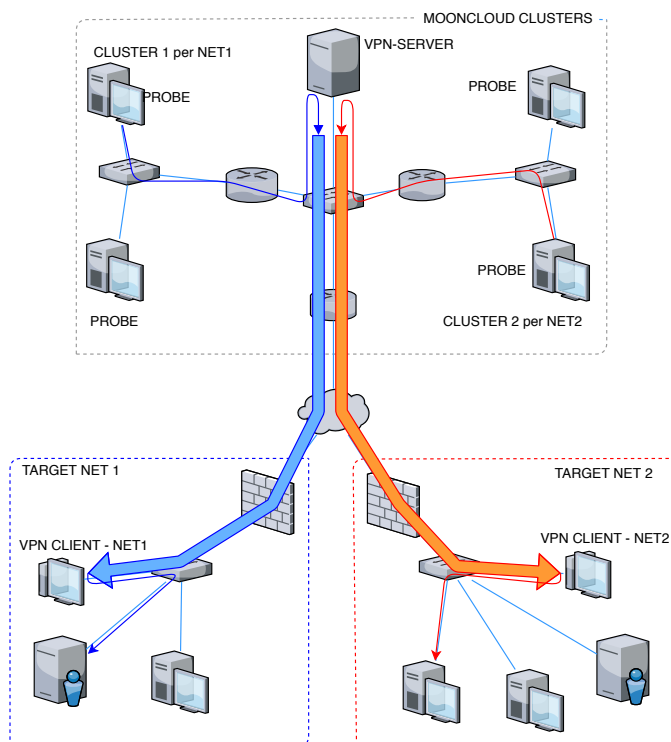 MOONCLOUD CLUSTERS
VPN-SERVER
CLUSTER 1 per NET1
PROBE
PROBE
PROBE
PROBE
CLUSTER 2 per NET2
TARGET NET 1
TARGET NET 2
VPN CLIENT - NET1
VPN CLIENT - NET2